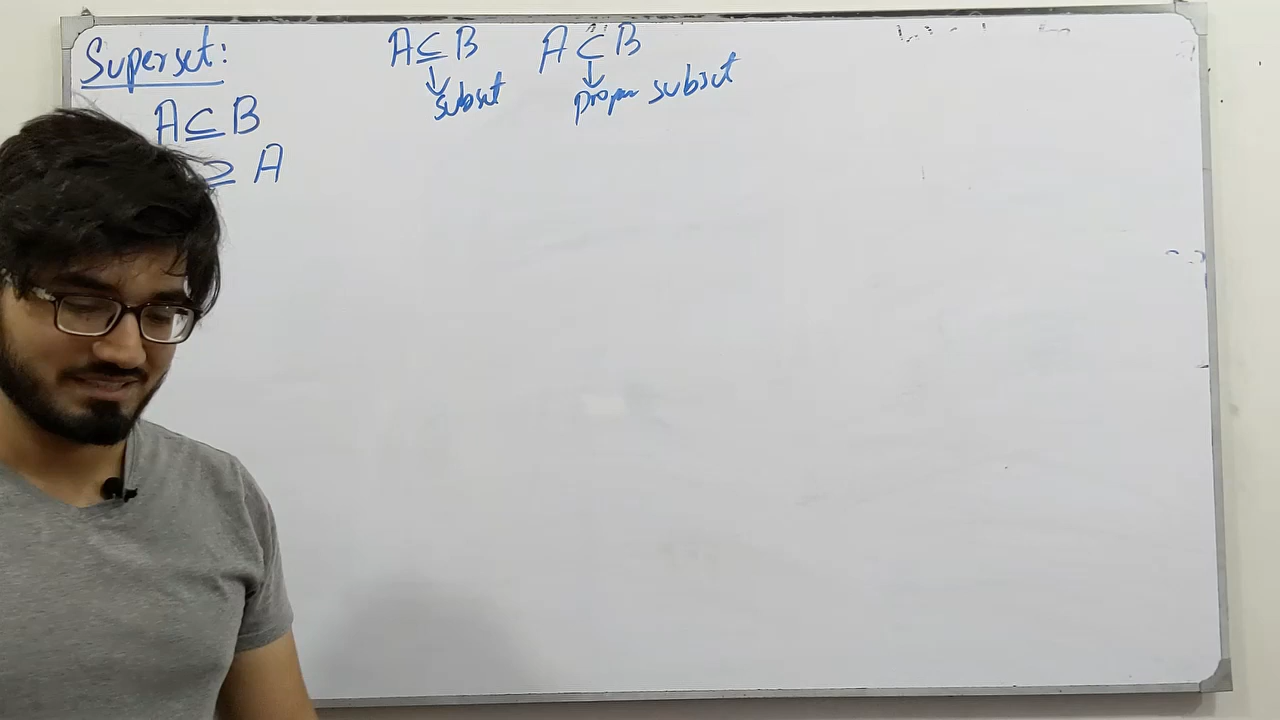 Superset:
A ⊆ B
⊇ A
A ⊆ B
subset
A ⊂ B
proper subset